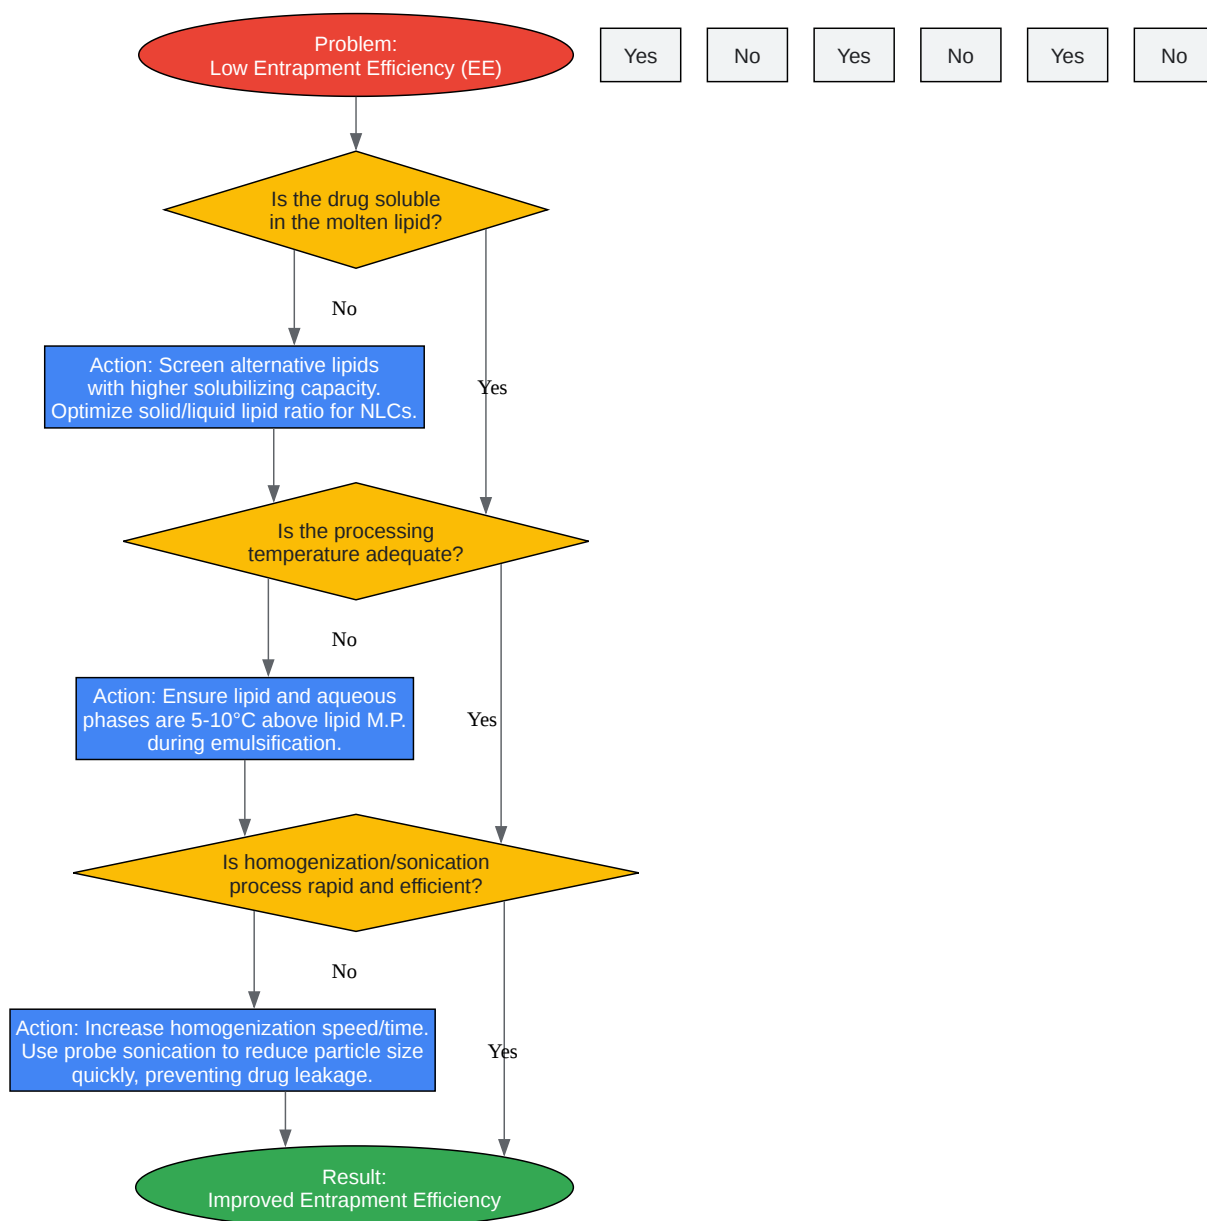 Problem:
Low Entrapment Efficiency (EE)
Yes
No
Yes
No
Yes
No
Is the drug soluble
in the molten lipid?
No
Action: Screen alternative lipids
with higher solubilizing capacity.
Optimize solid/liquid lipid ratio for NLCs.
Yes
Is the processing
temperature adequate?
No
Action: Ensure lipid and aqueous
phases are 5-10°C above lipid M.P.
during emulsification.
Yes
Is homogenization/sonication
process rapid and efficient?
No
Action: Increase homogenization speed/time.
Use probe sonication to reduce particle size
quickly, preventing drug leakage.
Yes
Result:
Improved Entrapment Efficiency